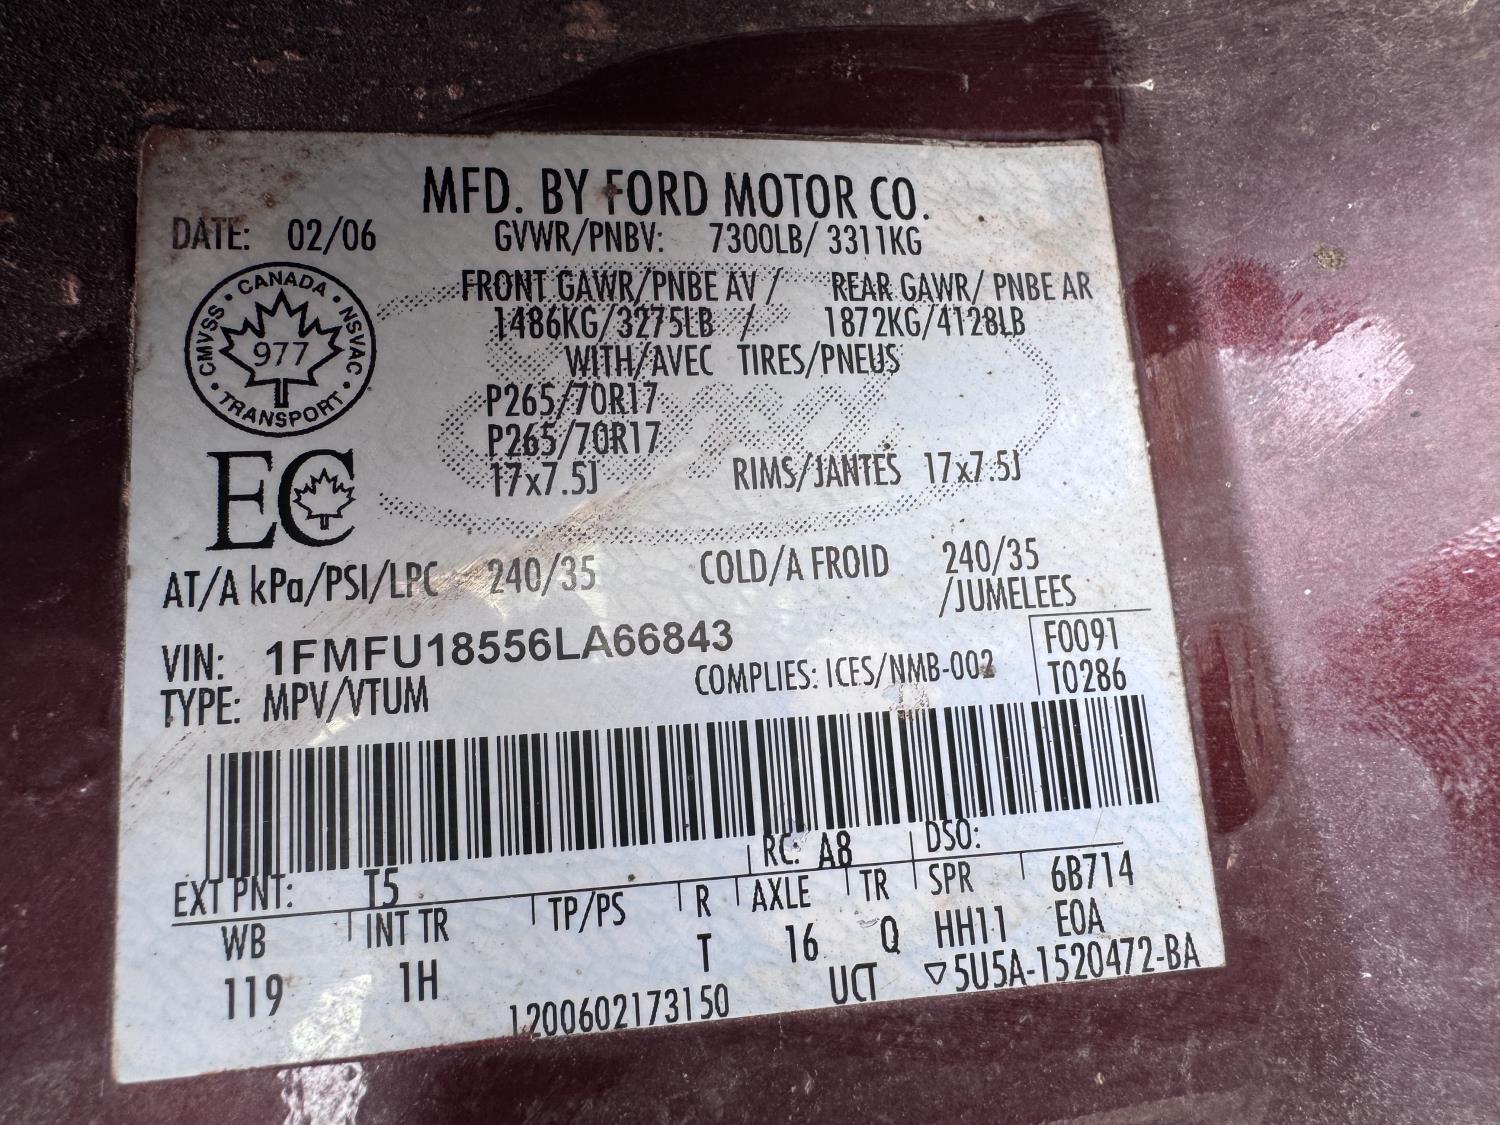 MFD. BY FORD MOTOR CO.
DATE: 02/06 GVWR/PNBV: 7300LB/ 3311KG
FRONT GAWR/PNBE AV / REAR GAWR/ PNBE AR
1486KG/3275LB / 1872KG/4128LB
WITH/AVEC TIRES/PNEUS
P265/70R17
P265/70R17
17x7.5J RIMS/JANTES 17x7.5J
CANADA
CMVSS
NSVAC
977
TRANSPORT
EC
AT/A kPa/PSI/LPC 240/35 COLD/A FROID 240/35
/JUMELEES
VIN: 1FMFU18556LA66843 F0091
TYPE: MPV/VTUM COMPLIES: ICES/NMB-002 T0286
RC: A8 DSO:
EXT PNT: T5
WB INT TR TP/PS R AXLE TR SPR 6B714
119 1H T 16 Q HH11 E0A
1200602173150 UCT ▽5U5A-1520472-BA